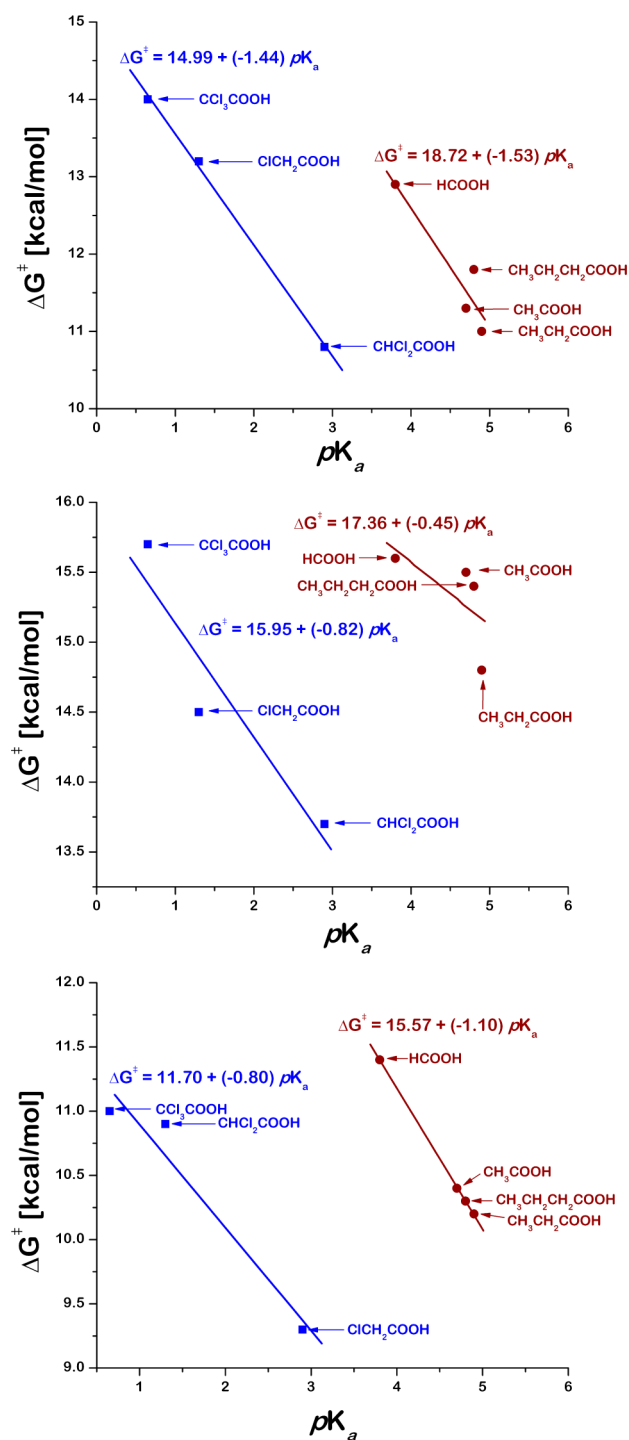 15
14
13
12
11
10
ΔG‡ [kcal/mol]
ΔG‡ = 14.99 + (-1.44) pKa
CCl3COOH
ClCH2COOH
CHCl2COOH
ΔG‡ = 18.72 + (-1.53) pKa
HCOOH
CH3CH2CH2COOH
CH3COOH
CH3CH2COOH
0 1 2 3 4 5 6
pKa
16.0
15.5
15.0
14.5
14.0
13.5
ΔG‡ [kcal/mol]
CCl3COOH
ΔG‡ = 15.95 + (-0.82) pKa
ClCH2COOH
CHCl2COOH
ΔG‡ = 17.36 + (-0.45) pKa
HCOOH
CH3COOH
CH3CH2CH2COOH
CH3CH2COOH
0 1 2 3 4 5 6
pKa
12.0
11.5
11.0
10.5
10.0
9.5
9.0
ΔG‡ [kcal/mol]
ΔG‡ = 11.70 + (-0.80) pKa
CCl3COOH
CHCl2COOH
ClCH2COOH
ΔG‡ = 15.57 + (-1.10) pKa
HCOOH
CH3COOH
CH3CH2CH2COOH
CH3CH2COOH
1 2 3 4 5 6
pKa